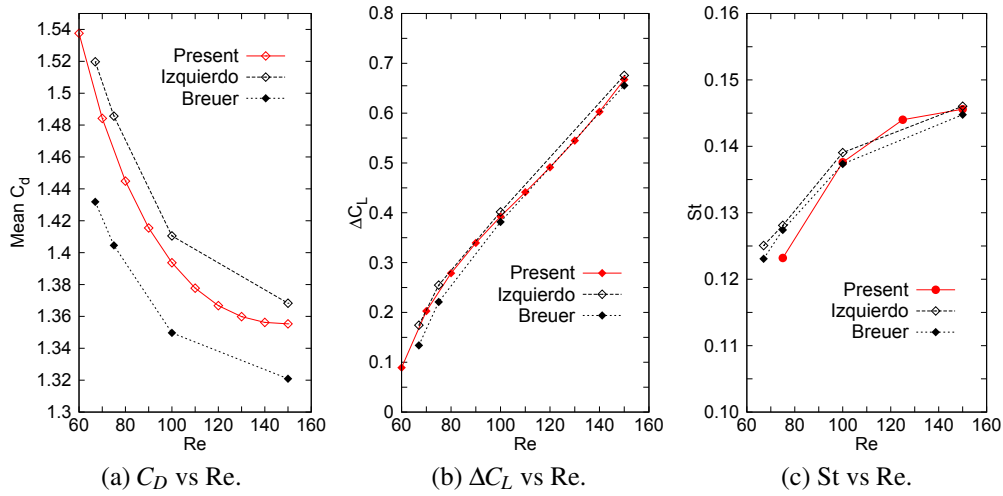 1.54
1.52
1.5
1.48
1.46
1.44
1.42
1.4
1.38
1.36
1.34
1.32
1.3
Mean C_d
60 80 100 120 140 160
Re
Present
Izquierdo
Breuer
(a) C_D vs Re.
0.8
0.7
0.6
0.5
0.4
0.3
0.2
0.1
0
ΔC_L
60 80 100 120 140 160
Re
Present
Izquierdo
Breuer
(b) ΔC_L vs Re.
0.16
0.15
0.14
0.13
0.12
0.11
0.10
St
60 80 100 120 140 160
Re
Present
Izquierdo
Breuer
(c) St vs Re.